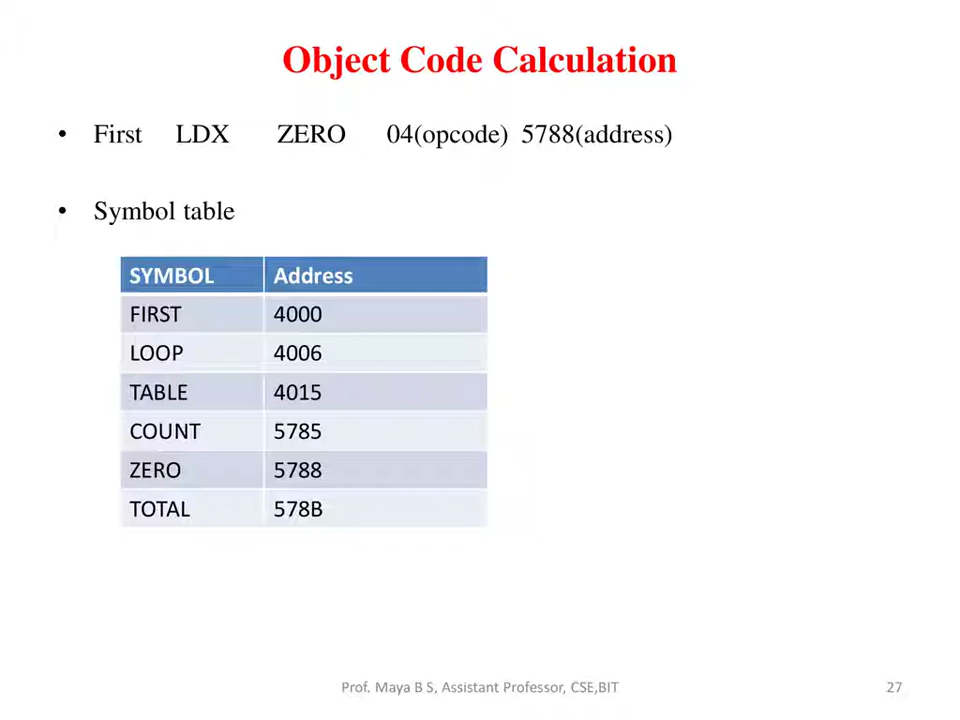 Object Code Calculation
• First LDX ZERO 04(opcode) 5788(address)
• Symbol table
SYMBOL Address
FIRST 4000
LOOP 4006
TABLE 4015
COUNT 5785
ZERO 5788
TOTAL 578B
Prof. Maya B S, Assistant Professor, CSE,BIT 27